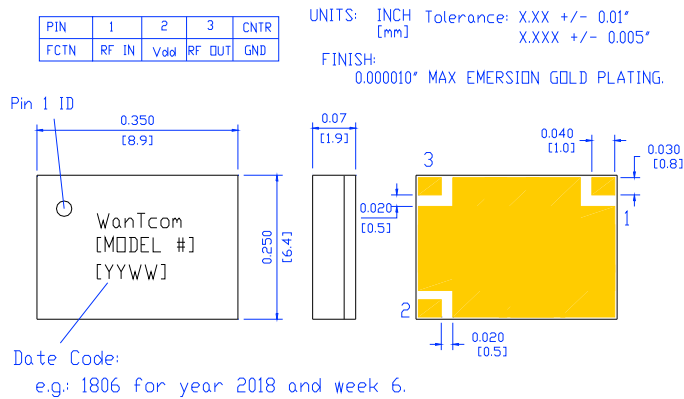 PIN 1 2 3 CNTR
FCTN RF IN Vdd RF OUT GND
UNITS: INCH
[mm]
Tolerance: X.XX +/- 0.01"
X.XXX +/- 0.005"
FINISH:
0.000010" MAX EMERSION GOLD PLATING.
Pin 1 ID
0.350
[8.9]
0.07
[1.9]
0.040
[1.0]
0.030
[0.8]
3
1
0.020
[0.5]
WanTcom
[MODEL #]
[YYWW]
0.250
[6.4]
2
0.020
[0.5]
Date Code:
e.g.: 1806 for year 2018 and week 6.